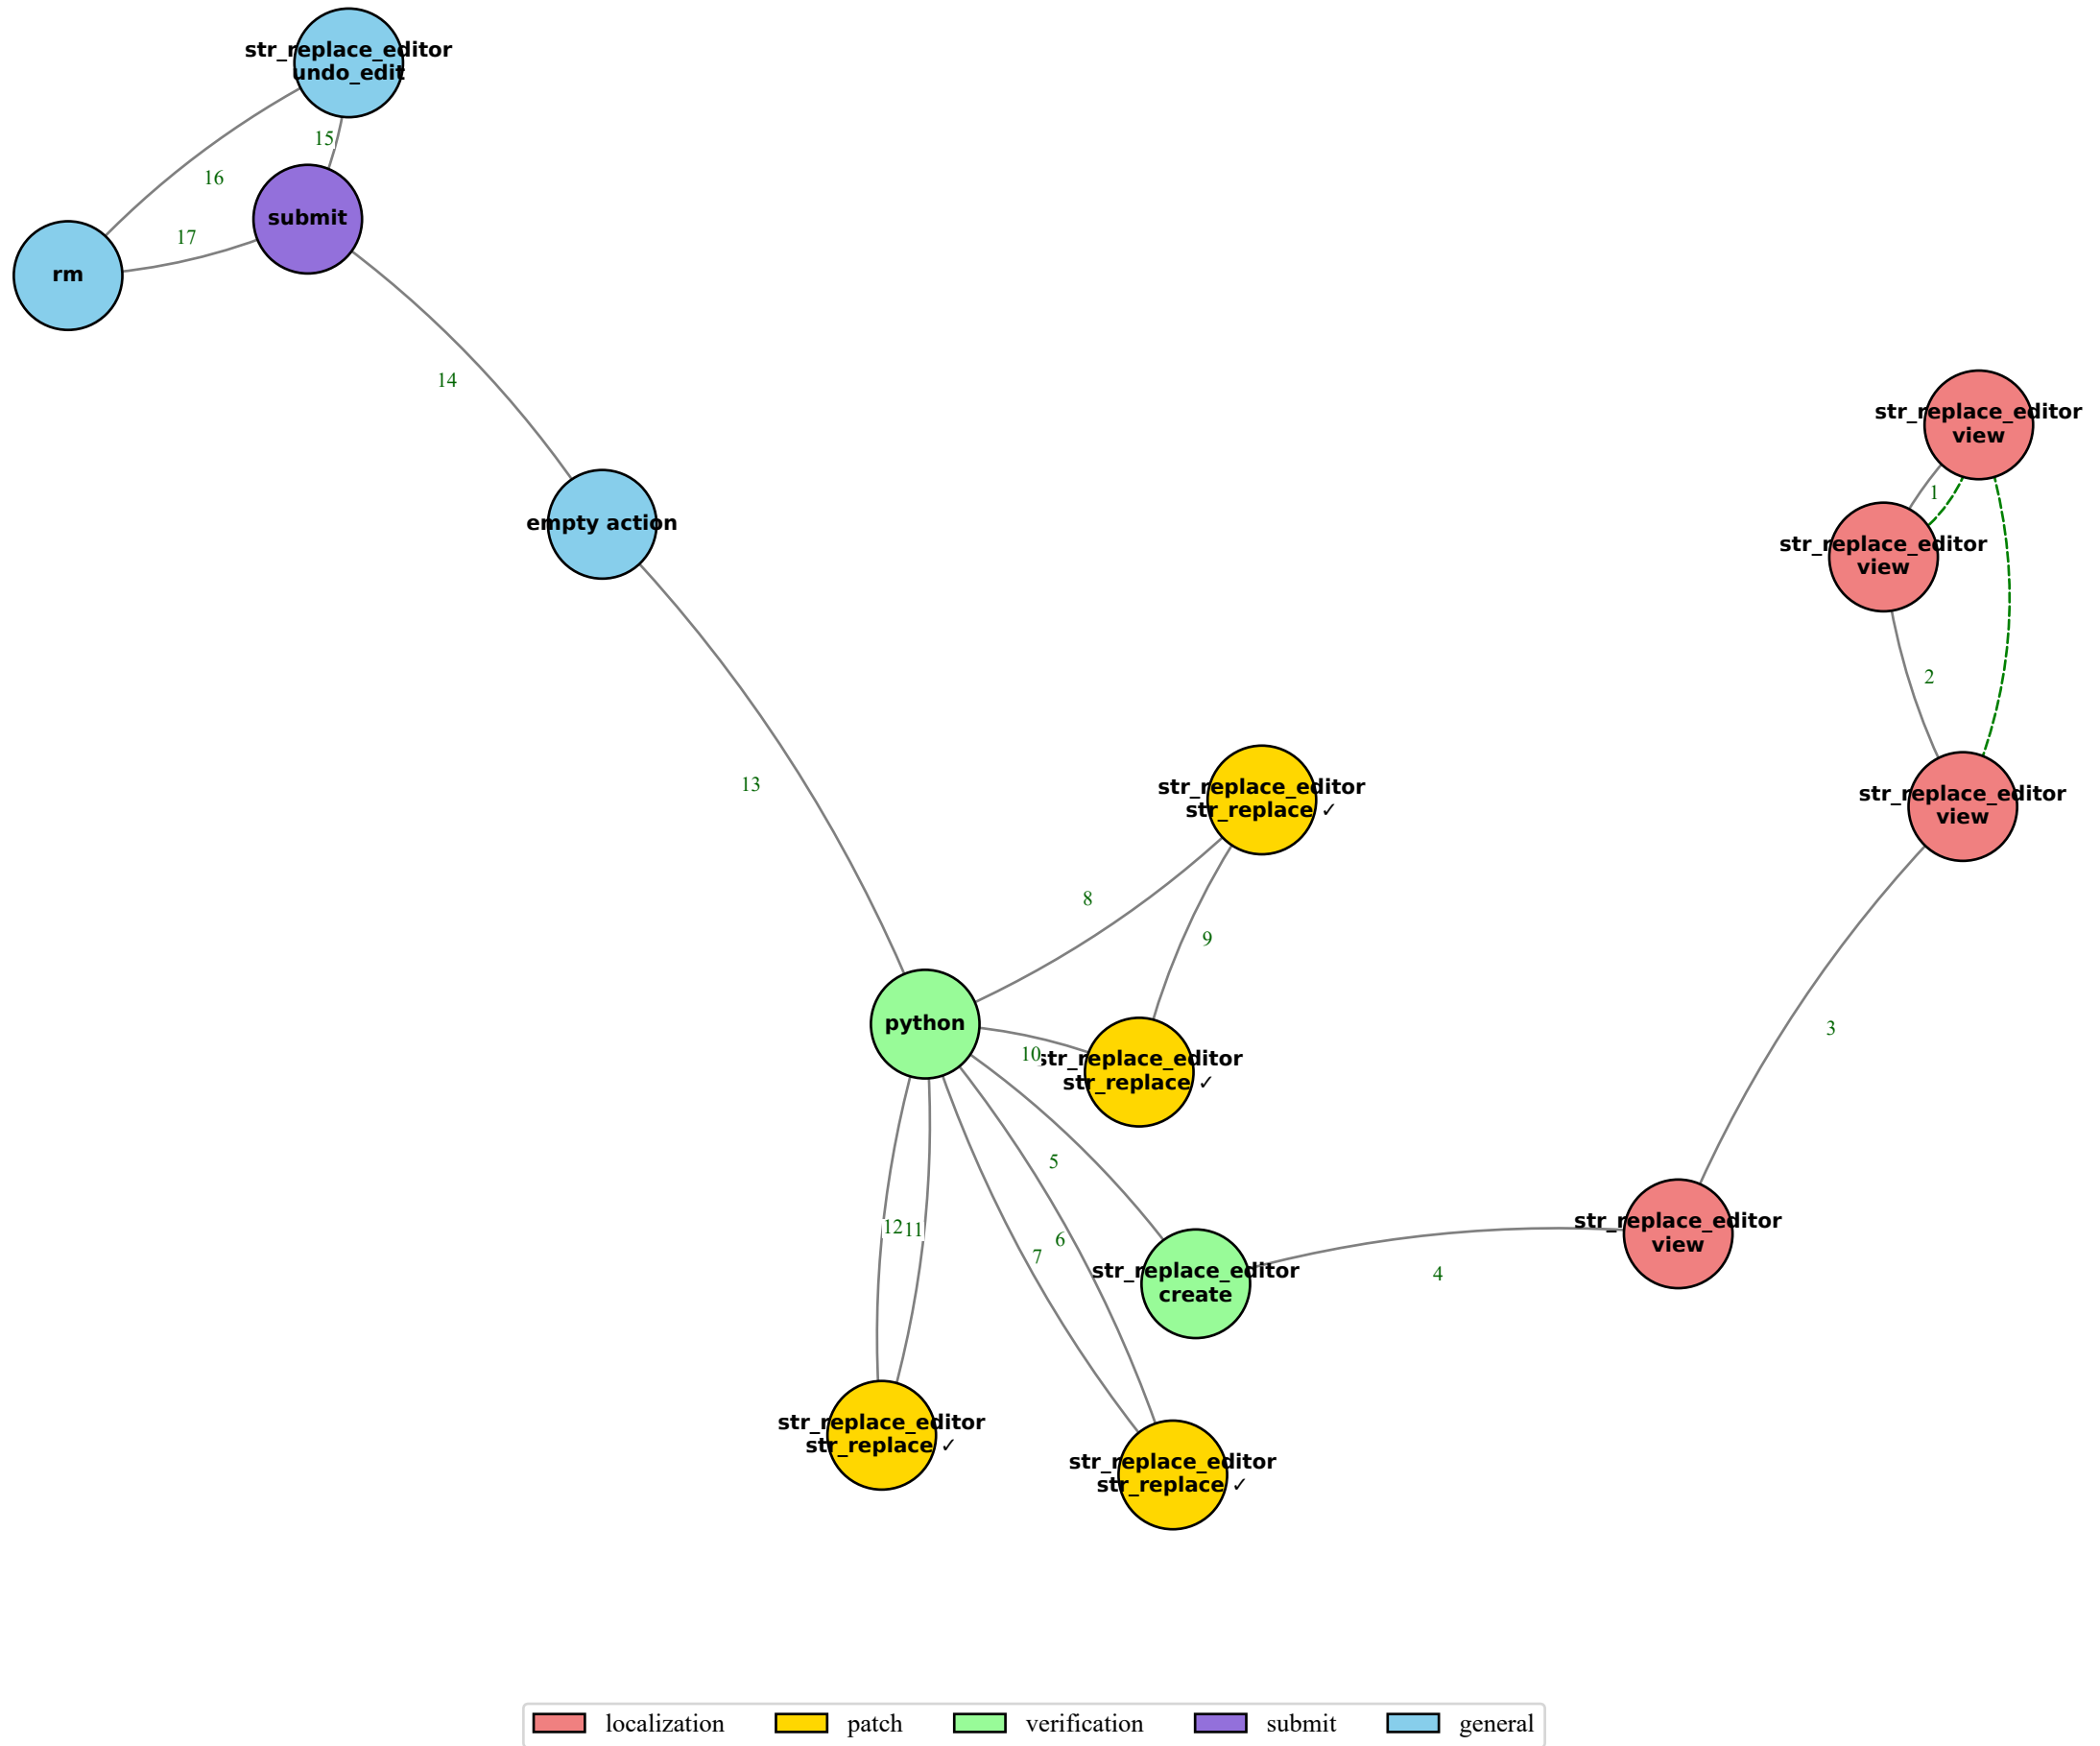 str_replace_editor
undo_edit
15
16
submit
17
rm
14
str_replace_editor
view
1
empty action
str_replace_editor
view
2
13
str_replace_editor
str_replace ✓
str_replace_editor
view
8
9
python
3
10
str_replace_editor
str_replace ✓
5
12
11
6
7
str_replace_editor
view
str_replace_editor
create
4
str_replace_editor
str_replace ✓
str_replace_editor
str_replace ✓
localization
patch
verification
submit
general